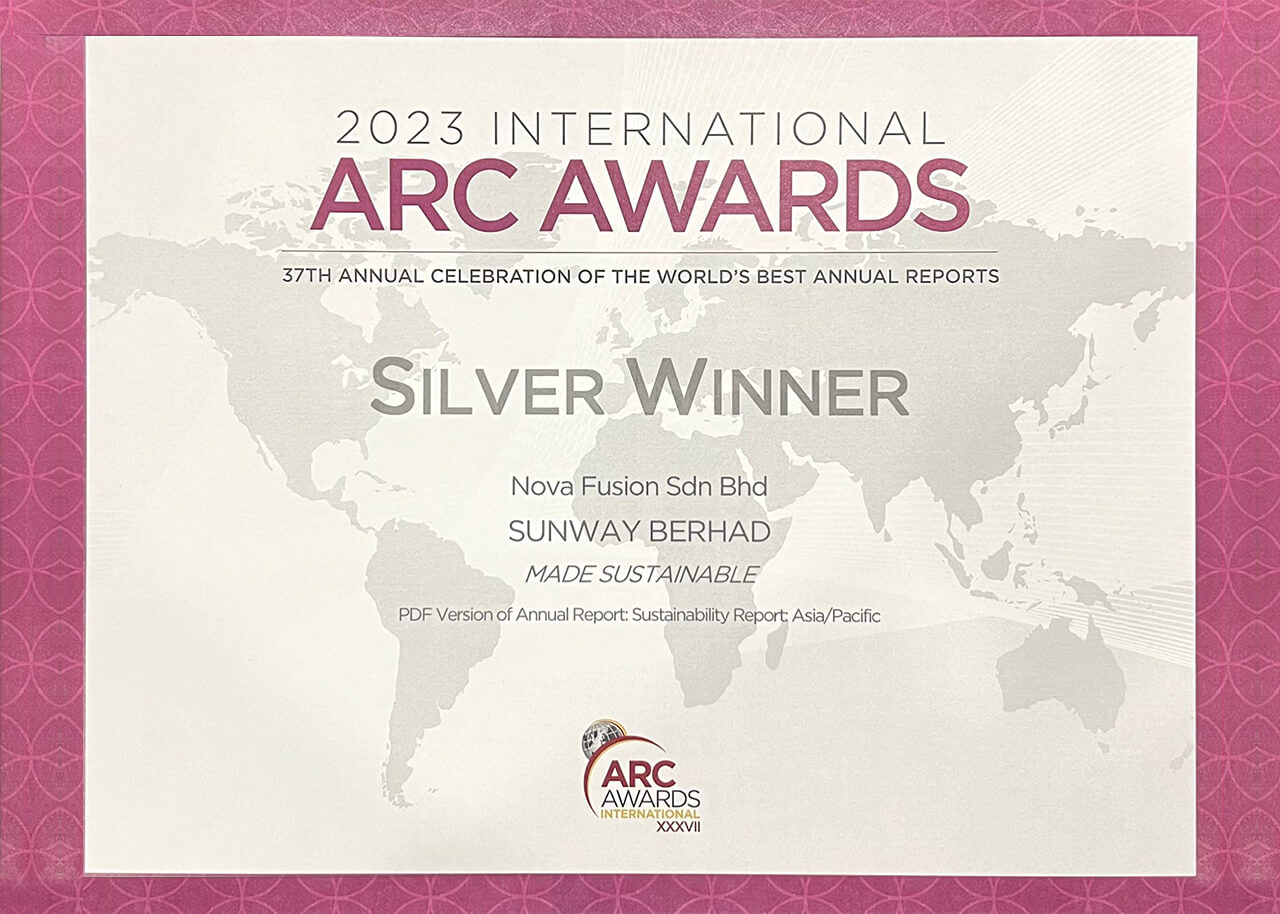 2023 INTERNATIONAL
ARC AWARDS
37TH ANNUAL CELEBRATION OF THE WORLD'S BEST ANNUAL REPORTS
SILVER WINNER
Nova Fusion Sdn Bhd
SUNWAY BERHAD
MADE SUSTAINABLE
PDF Version of Annual Report: Sustainability Report: Asia/Pacific
ARC
AWARDS
INTERNATIONAL
XXXVII